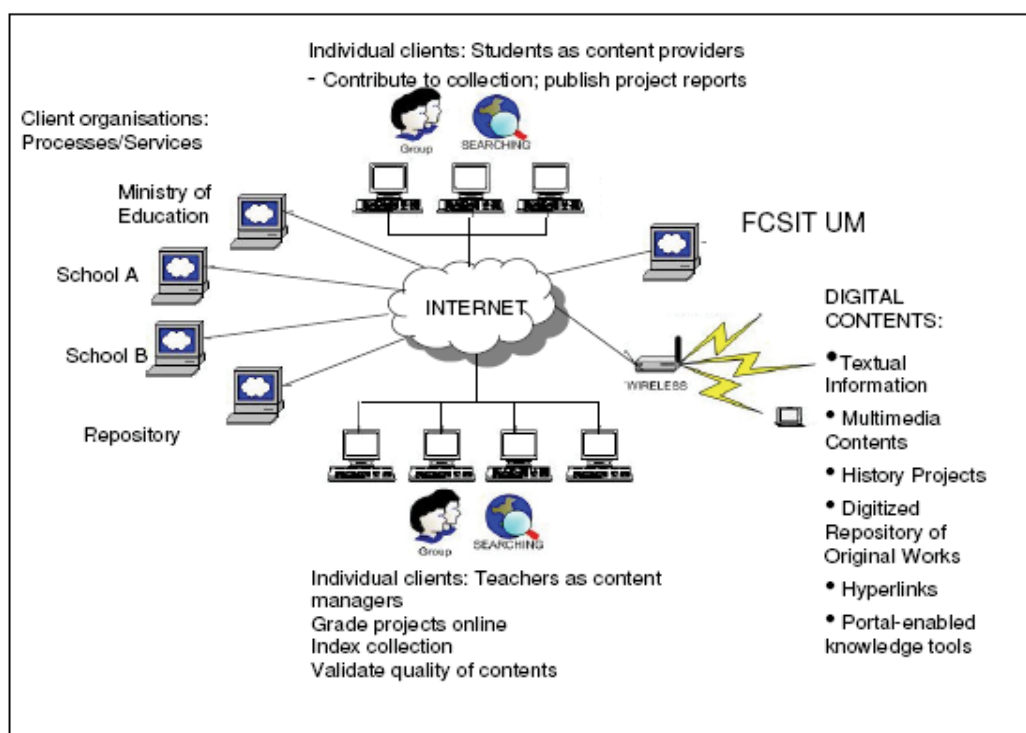 Individual clients: Students as content providers
- Contribute to collection; publish project reports
Client organisations:
Processes/Services
Group
SEARCHING
Ministry of
Education
FCSIT UM
School A
INTERNET
DIGITAL
CONTENTS:
School B
WIRELESS
• Textual
Information
• Multimedia
Contents
Repository
• History Projects
• Digitized
Repository of
Original Works
• Hyperlinks
• Portal-enabled
knowledge tools
Group
SEARCHING
Individual clients: Teachers as content
managers
Grade projects online
Index collection
Validate quality of contents